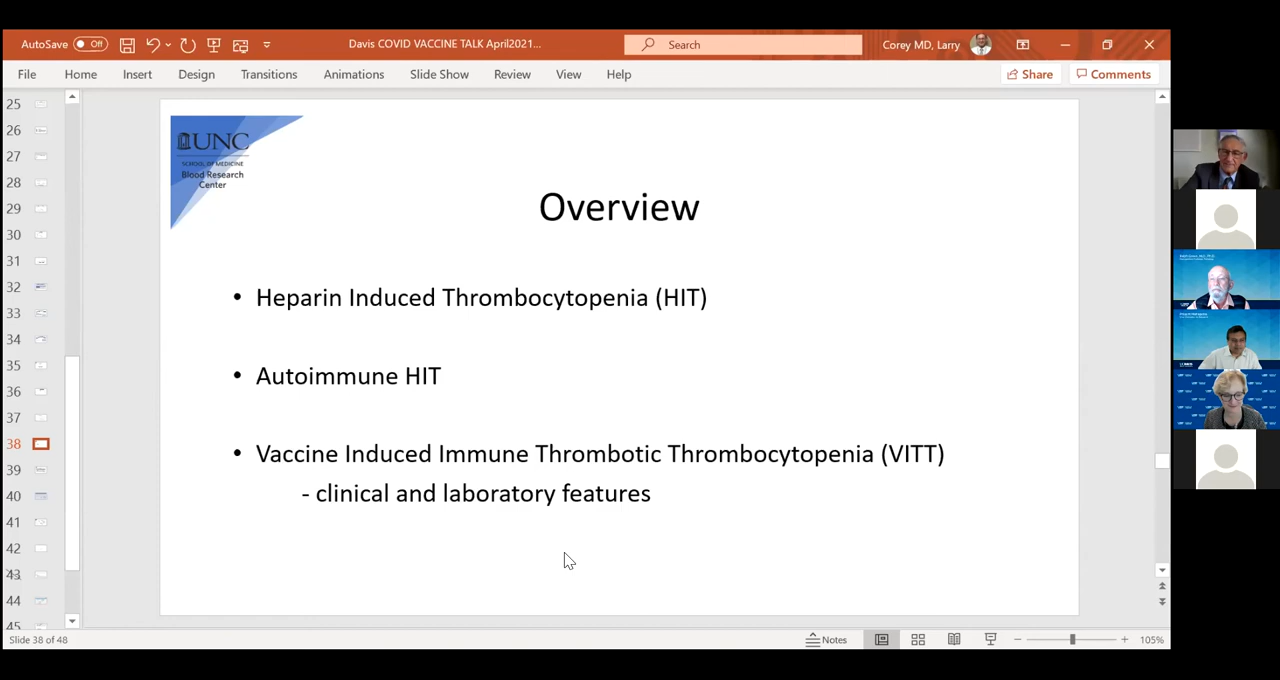 AutoSave Off
Davis COVID VACCINE TALK April2021...
Search
Corey MD, Larry
File Home Insert Design Transitions Animations Slide Show Review View Help
Share Comments
25
26
27
28
29
30
31
32
33
34
35
36
37
38
39
40
41
42
43
44
45
UNC
SCHOOL OF MEDICINE
Blood Research
Center
Overview
• Heparin Induced Thrombocytopenia (HIT)
• Autoimmune HIT
• Vaccine Induced Immune Thrombotic Thrombocytopenia (VITT)
- clinical and laboratory features
Slide 38 of 48
Notes
105%